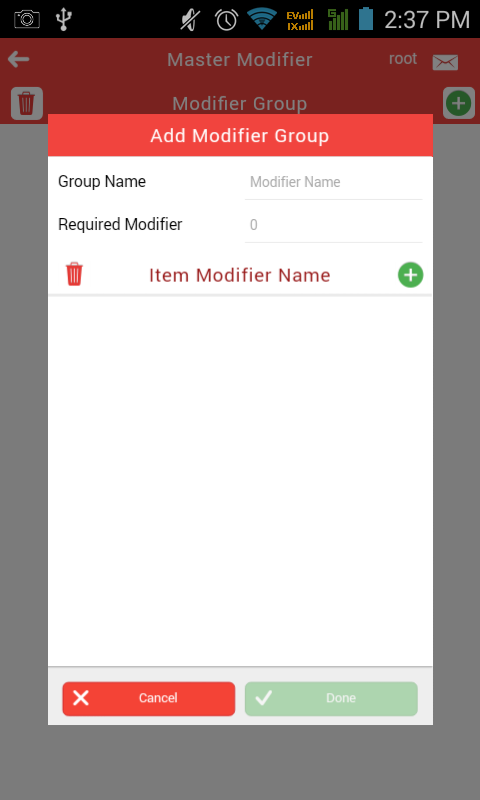 EV
1X
G
2:37 PM
Master Modifier
root
Modifier Group
Add Modifier Group
Group Name
Modifier Name
Required Modifier
0
Item Modifier Name
Cancel
Done